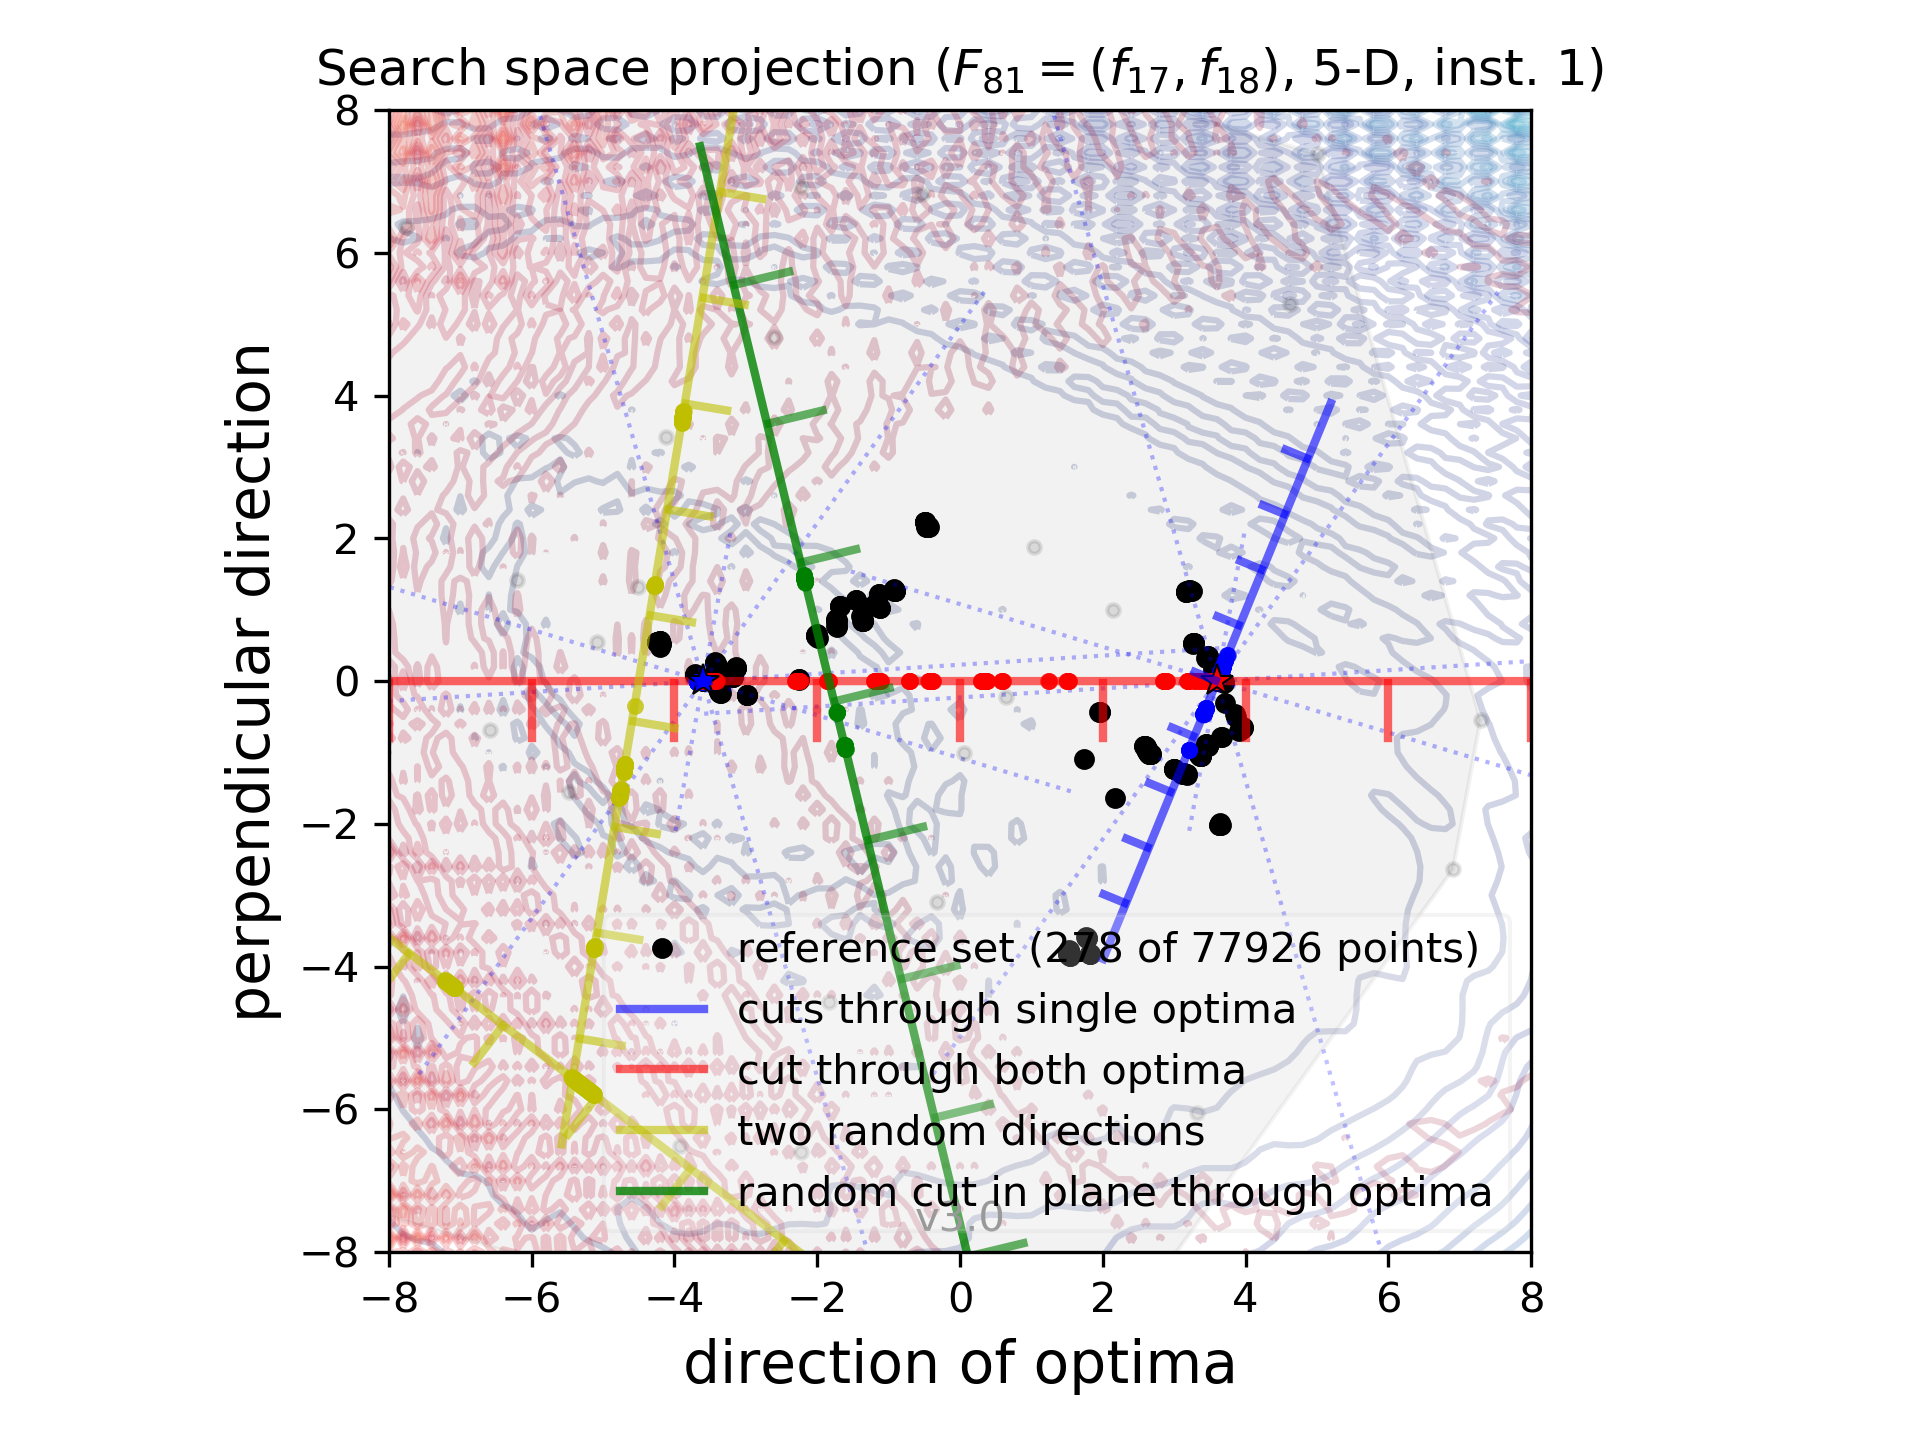 Search space projection (F₈₁ = (f₁₇, f₁₈), 5-D, inst. 1)
8
6
4
2
0
−2
−4
−6
−8
perpendicular direction
reference set (278 of 77926 points)
cuts through single optima
cut through both optima
two random directions
random cut in plane through optima
v3.0
−8 −6 −4 −2 0 2 4 6 8
direction of optima